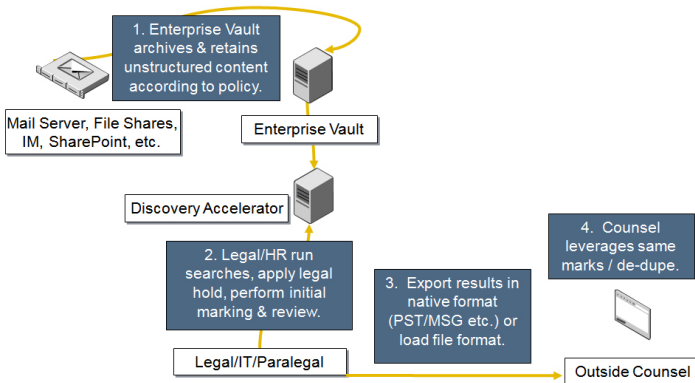 1. Enterprise Vault
archives & retains
unstructured content
according to policy.
Mail Server, File Shares,
IM, SharePoint, etc.
Enterprise Vault
Discovery Accelerator
2. Legal/HR run
searches, apply legal
hold, perform initial
marking & review.
Legal/IT/Paralegal
3. Export results in
native format
(PST/MSG etc.) or
load file format.
4. Counsel
leverages same
marks / de-dupe.
Outside Counsel